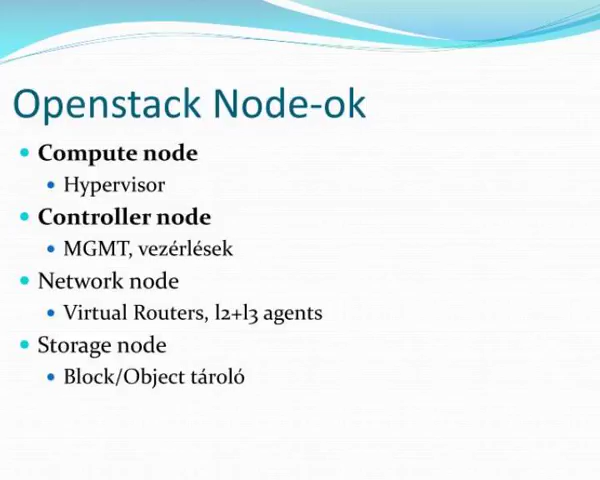 Openstack Node-ok
Compute node
Hypervisor
Controller node
MGMT, vezérlések
Network node
Virtual Routers, l2+l3 agents
Storage node
Block/Object tároló